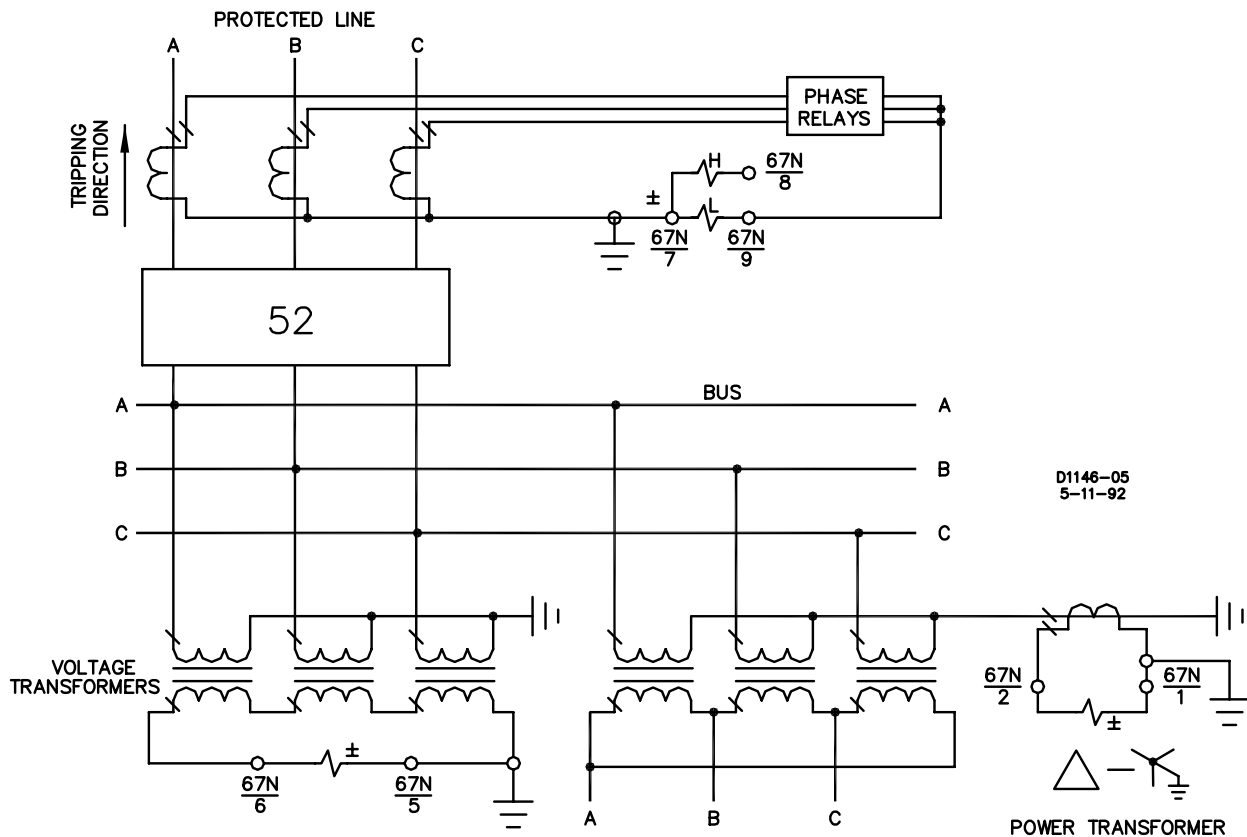 PROTECTED LINE
A B C
PHASE
RELAYS
TRIPPING
DIRECTION
H
67N
8
±
L
67N
7
67N
9
52
A BUS A
B B
C C
D1146-05
5-11-92
VOLTAGE
TRANSFORMERS
67N
2
67N
1
±
±
67N
6
67N
5
A B C
POWER TRANSFORMER